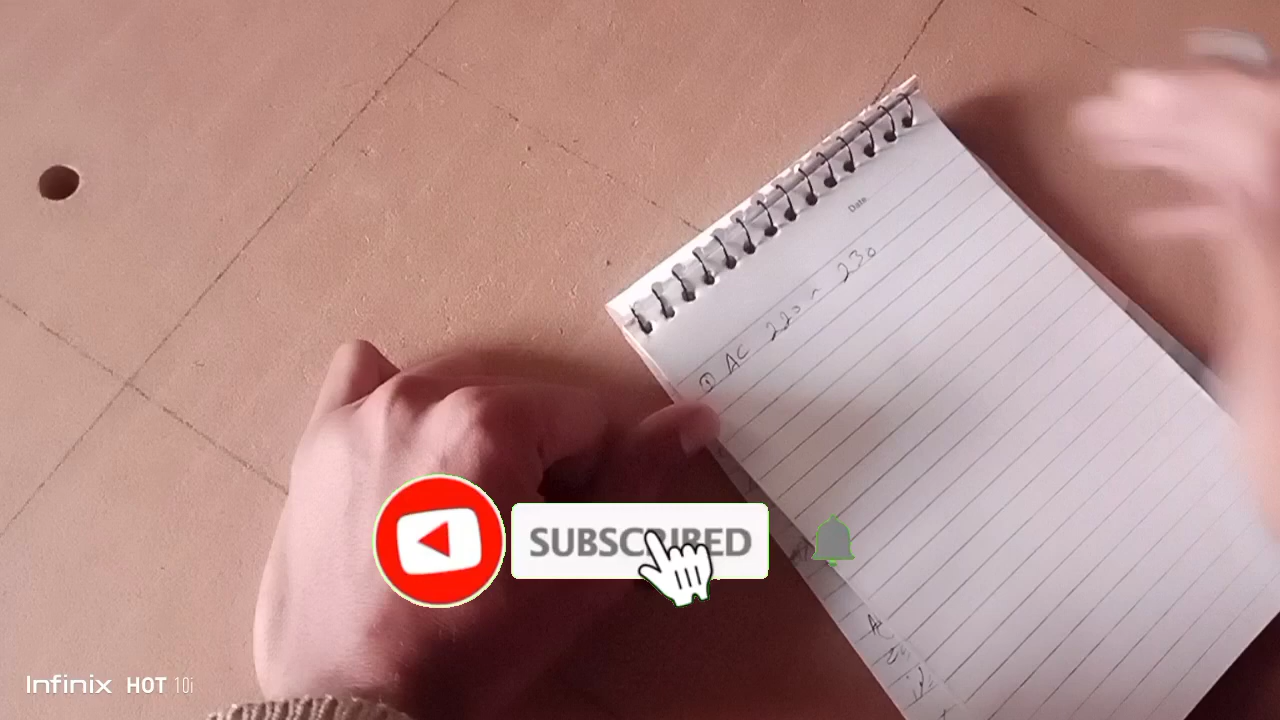 Date
① AC 220 ~ 230
SUBSCRIBED
Infinix HOT 10i